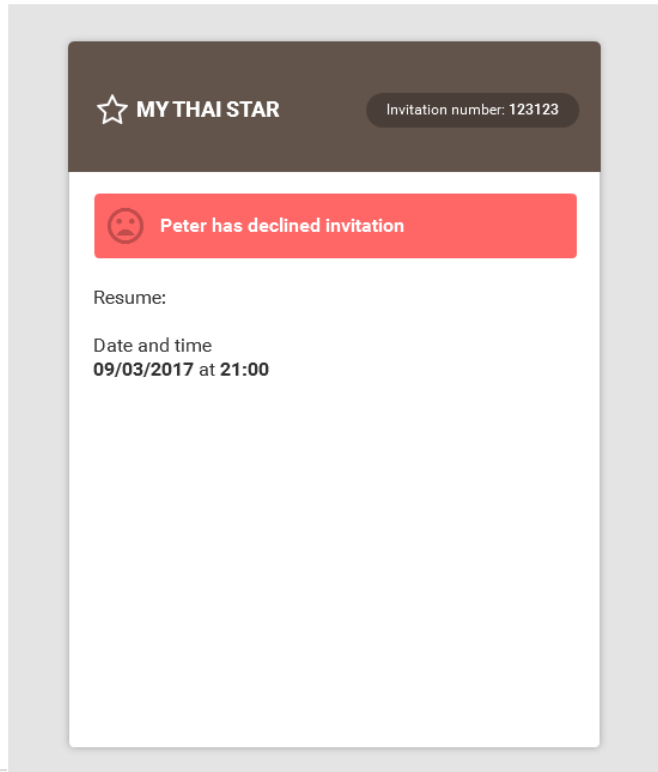 MY THAI STAR
Invitation number: 123123
Peter has declined invitation
Resume:
Date and time
09/03/2017 at 21:00